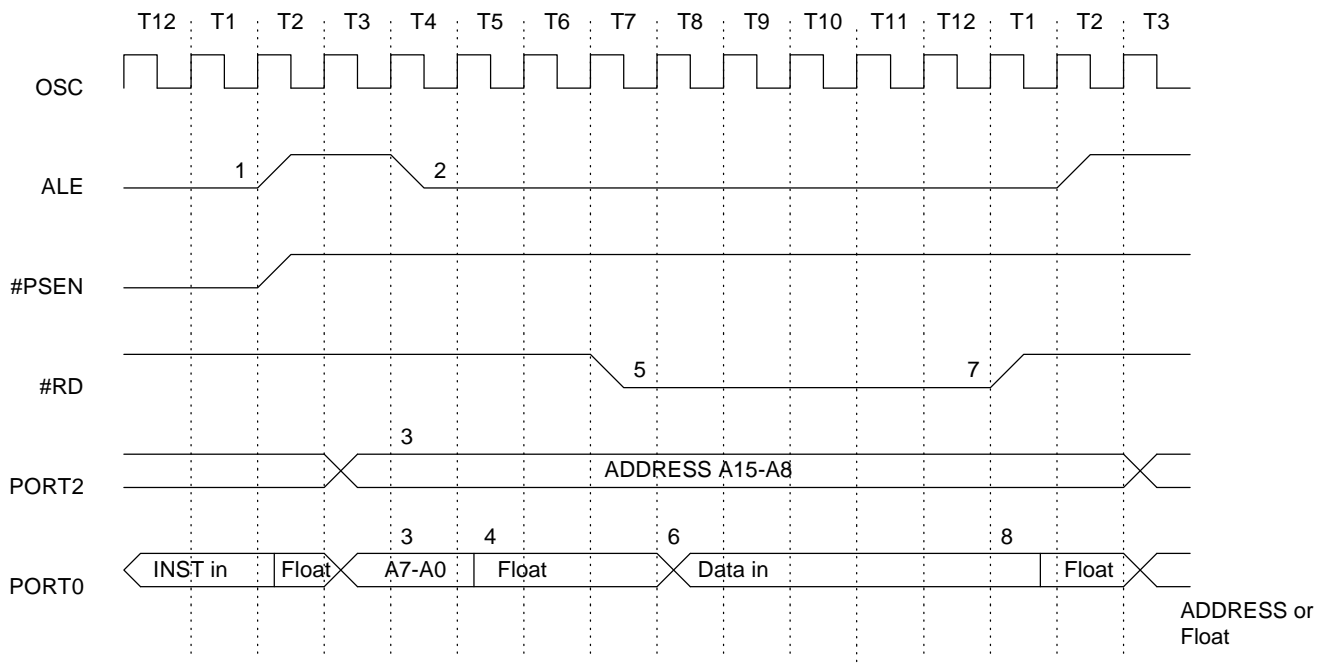 T12 T1 T2 T3 T4 T5 T6 T7 T8 T9 T10 T11 T12 T1 T2 T3
OSC
1 2
ALE
#PSEN
5 7
#RD
3
ADDRESS A15-A8
PORT2
3 4 6 8
INST in Float A7-A0 Float Data in Float
PORT0
ADDRESS or
Float